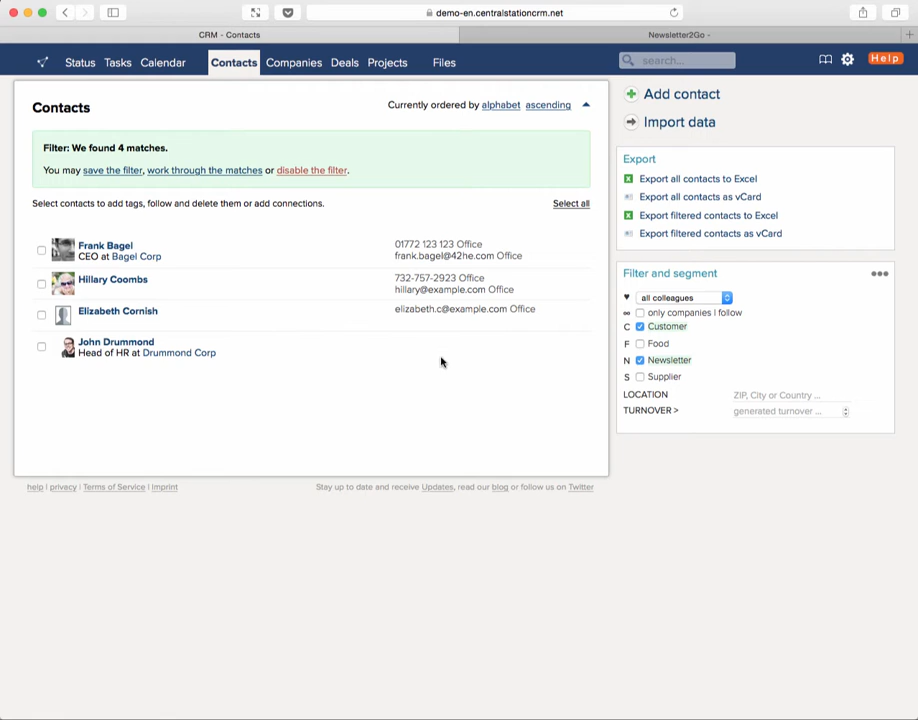 demo-en.centralstationcrm.net
CRM - Contacts
Newsletter2Go -
Status Tasks Calendar Contacts Companies Deals Projects Files
search...
Help
Contacts
Currently ordered by alphabet ascending
Filter: We found 4 matches.
You may save the filter, work through the matches or disable the filter.
Select contacts to add tags, follow and delete them or add connections.
Select all
Frank Bagel
CEO at Bagel Corp
01772 123 123 Office
frank.bagel@42he.com Office
Hillary Coombs
732-757-2923 Office
hillary@example.com Office
Elizabeth Cornish
elizabeth.c@example.com Office
John Drummond
Head of HR at Drummond Corp
Add contact
Import data
Export
Export all contacts to Excel
Export all contacts as vCard
Export filtered contacts to Excel
Export filtered contacts as vCard
Filter and segment
all colleagues
only companies I follow
C Customer
F Food
N Newsletter
S Supplier
LOCATION ZIP, City or Country ...
TURNOVER > generated turnover ...
help | privacy | Terms of Service | Imprint
Stay up to date and receive Updates, read our blog or follow us on Twitter